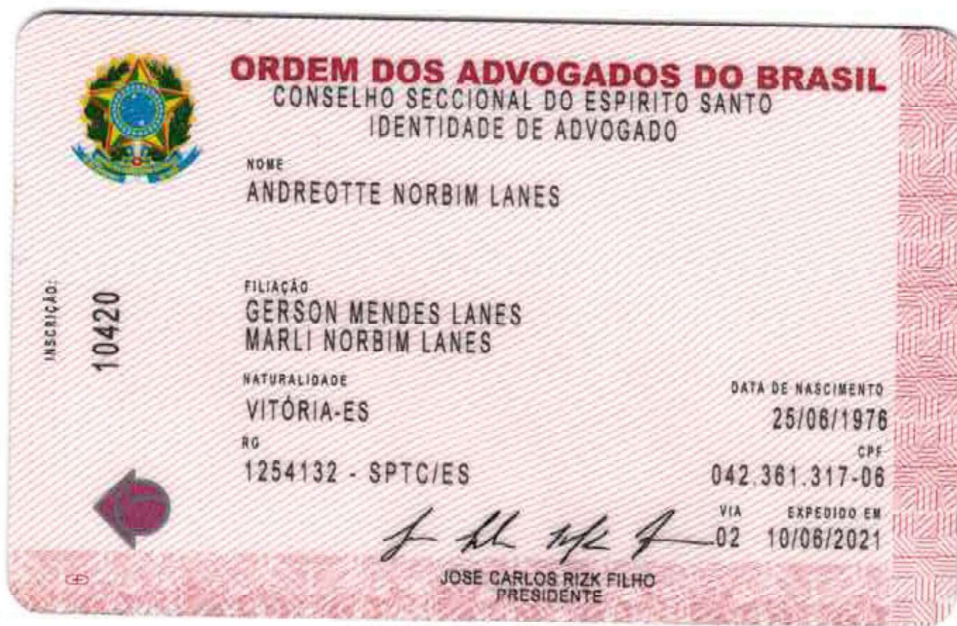 ORDEM DOS ADVOGADOS DO BRASIL
CONSELHO SECCIONAL DO ESPIRITO SANTO
IDENTIDADE DE ADVOGADO
NOME
ANDREOTTE NORBIM LANES
FILIAÇÃO
GERSON MENDES LANES
MARLI NORBIM LANES
INSCRIÇÃO:
10420
NATURALIDADE
VITÓRIA-ES
DATA DE NASCIMENTO
25/06/1976
RG
1254132 - SPTC/ES
CPF
042.361.317-06
VIA
02
EXPEDIDO EM
10/06/2021
JOSE CARLOS RIZK FILHO
PRESIDENTE